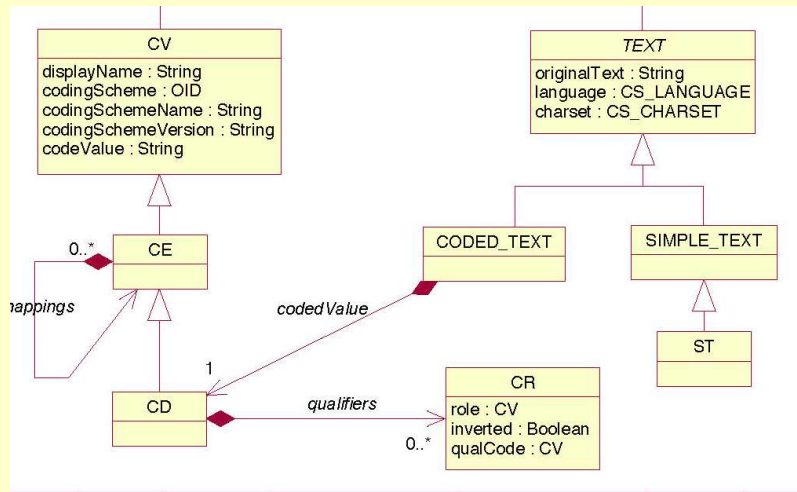 CV
displayName : String
codingScheme : OID
codingSchemeName : String
codingSchemeVersion : String
codeValue : String
TEXT
originalText : String
language : CS_LANGUAGE
charset : CS_CHARSET
0..*
CE
CODED_TEXT
SIMPLE_TEXT
nappings
codedValue
ST
1
CD
qualifiers
0..*
CR
role : CV
inverted : Boolean
qualCode : CV